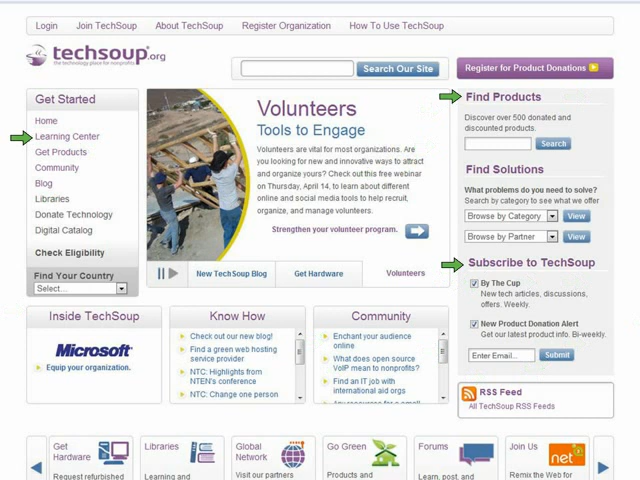 Login Join TechSoup About TechSoup Register Organization How To Use TechSoup
techsoup.org
the technology place for nonprofits
Search Our Site
Register for Product Donations
Get Started
Home
Learning Center
Get Products
Community
Blog
Libraries
Donate Technology
Digital Catalog
Check Eligibility
Find Your Country
Select...
Volunteers
Tools to Engage
Volunteers are vital for most organizations. Are
you looking for new and innovative ways to attract
and organize yours? Check out this free webinar
on Thursday, April 14, to learn about different
online and social media tools to help recruit,
organize, and manage volunteers.
Strengthen your volunteer program.
New TechSoup Blog
Get Hardware
Volunteers
Find Products
Discover over 500 donated and
discounted products.
Search
Find Solutions
What problems do you need to solve?
Search by category to see what we offer
Browse by Category View
Browse by Partner View
Subscribe to TechSoup
By The Cup
New tech articles, discussions,
offers. Weekly.
New Product Donation Alert
Get our latest product info. Bi-weekly.
Enter Email... Submit
RSS Feed
All TechSoup RSS Feeds
Inside TechSoup
Microsoft
Equip your organization.
Know How
Check out our new blog!
Find a green web hosting
service provider
NTC: Highlights from
NTEN's conference
NTC: Change one person
Community
Enchant your audience
online
What does open source
VoIP mean to nonprofits?
Find an IT job with
international aid orgs
Get
Hardware
Request refurbished
Libraries
Learning and
Global
Network
Visit our partners
Go Green
Products and
Forums
Learn, post, and
Join Us
net
Remix the Web for